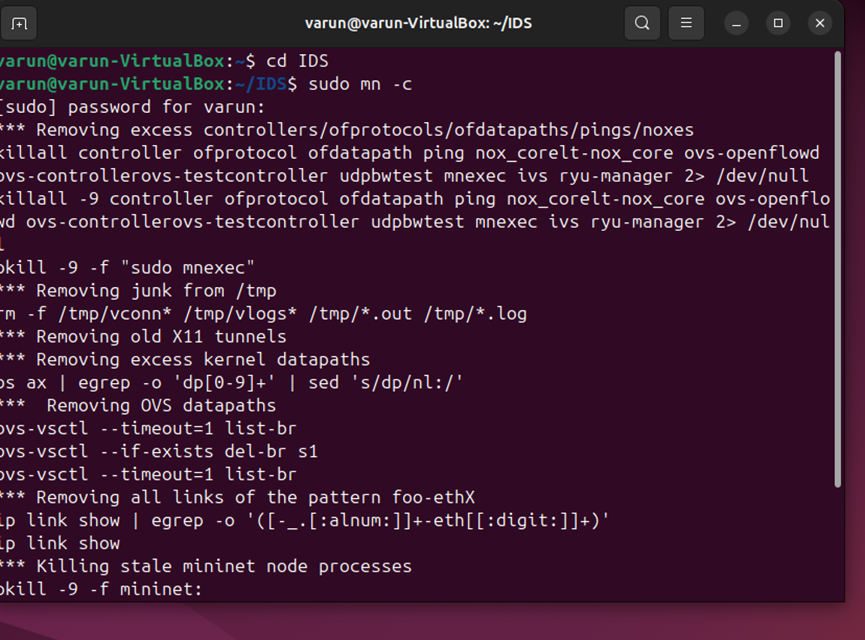 varun@varun-VirtualBox: ~/IDS
varun@varun-VirtualBox:~$ cd IDS
varun@varun-VirtualBox:~/IDS$ sudo mn -c
[sudo] password for varun:
*** Removing excess controllers/ofprotocols/ofdatapaths/pings/noxes
killall controller ofprotocol ofdatapath ping nox_corelt-nox_core ovs-openflowd
ovs-controllerovs-testcontroller udpbwtest mnexec ivs ryu-manager 2> /dev/null
killall -9 controller ofprotocol ofdatapath ping nox_corelt-nox_core ovs-openflo
wd ovs-controllerovs-testcontroller udpbwtest mnexec ivs ryu-manager 2> /dev/nul
l
pkill -9 -f "sudo mnexec"
*** Removing junk from /tmp
rm -f /tmp/vconn* /tmp/vlogs* /tmp/*.out /tmp/*.log
*** Removing old X11 tunnels
*** Removing excess kernel datapaths
ps ax | egrep -o 'dp[0-9]+' | sed 's/dp/nl:/'
***  Removing OVS datapaths
ovs-vsctl --timeout=1 list-br
ovs-vsctl --if-exists del-br s1
ovs-vsctl --timeout=1 list-br
*** Removing all links of the pattern foo-ethX
ip link show | egrep -o '([-_.[:alnum:]]+-eth[[:digit:]]+)'
ip link show
*** Killing stale mininet node processes
pkill -9 -f mininet: